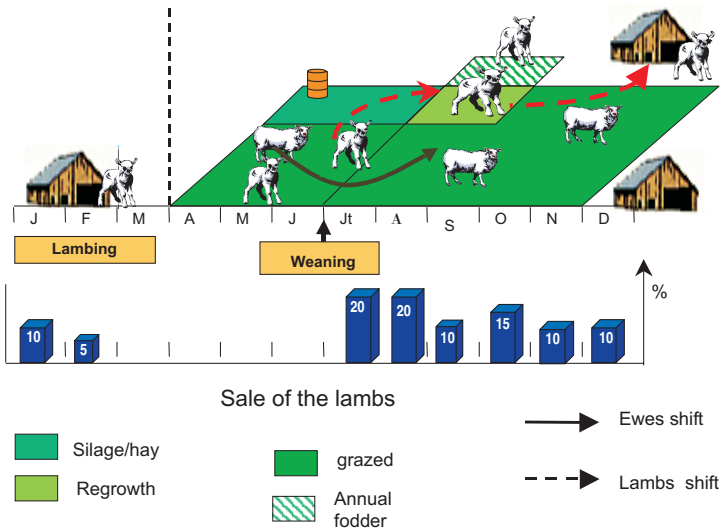 J F M A M J Jt A S O N D
Lambing
Weaning
%
10 5 20 20 10 15 10 10
Sale of the lambs
Silage/hay
Regrowth
grazed
Annual
fodder
Ewes shift
Lambs shift